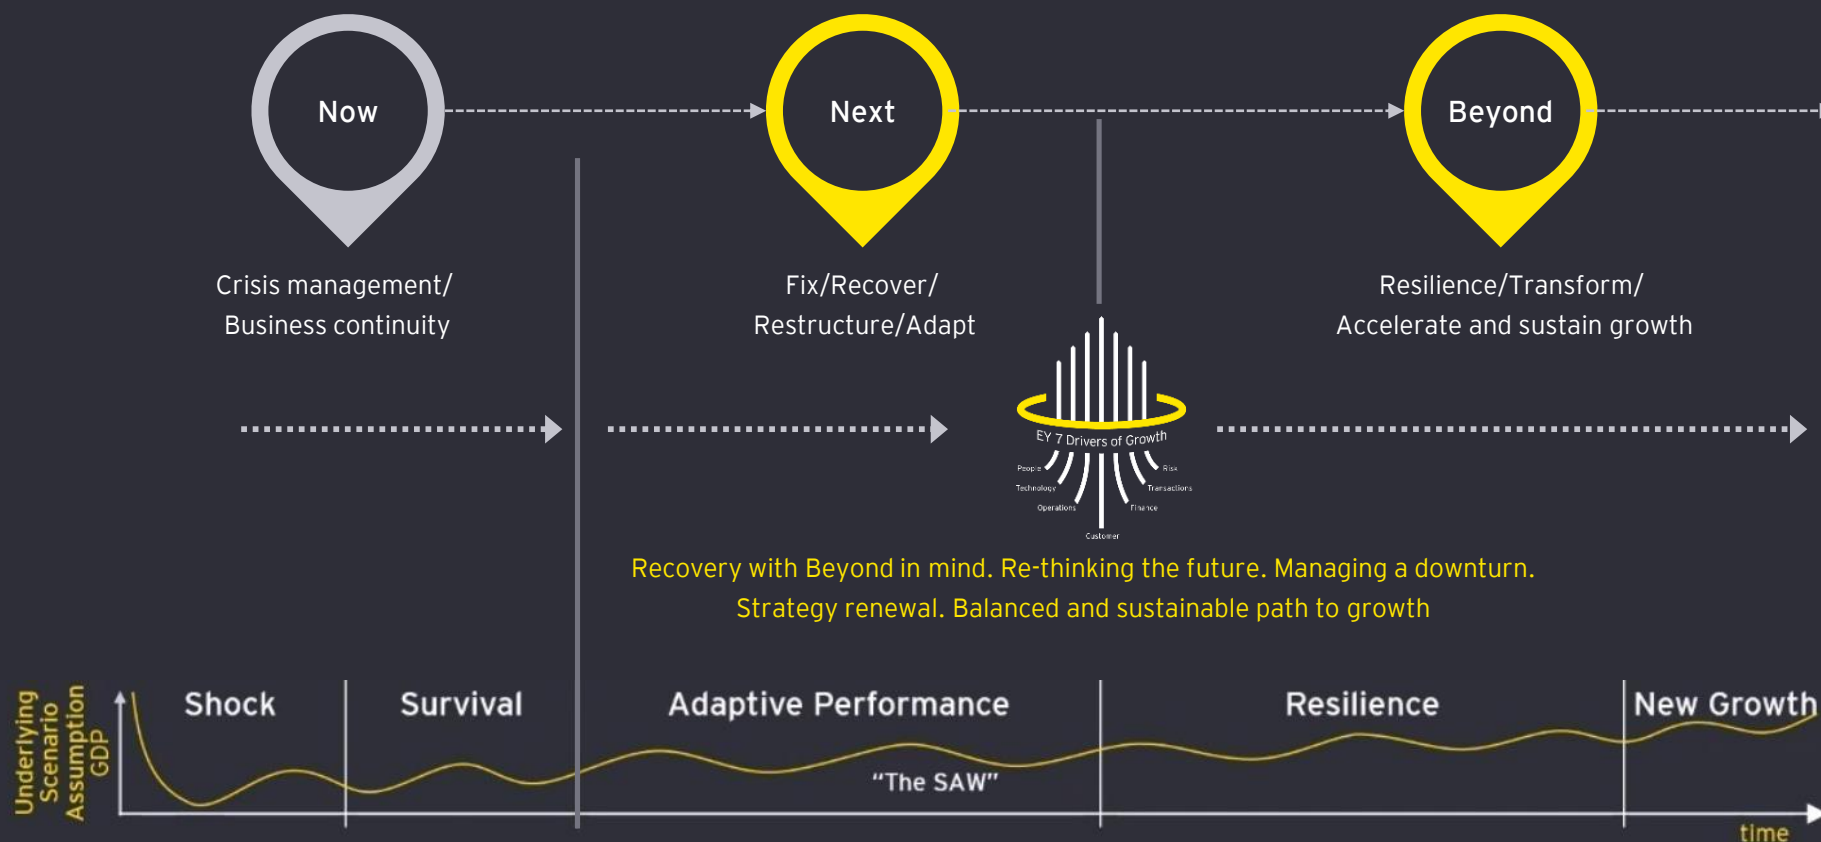 Now
Next
Beyond
Crisis management/
Business continuity
Fix/Recover/
Restructure/Adapt
Resilience/Transform/
Accelerate and sustain growth
EY 7 Drivers of Growth
People
Technology
Operations
Customer
Finance
Transactions
Risk
Recovery with Beyond in mind. Re-thinking the future. Managing a downturn.
Strategy renewal. Balanced and sustainable path to growth
Underlying
Scenario
Assumption
GDP
Shock
Survival
Adaptive Performance
Resilience
New Growth
“The SAW”
time